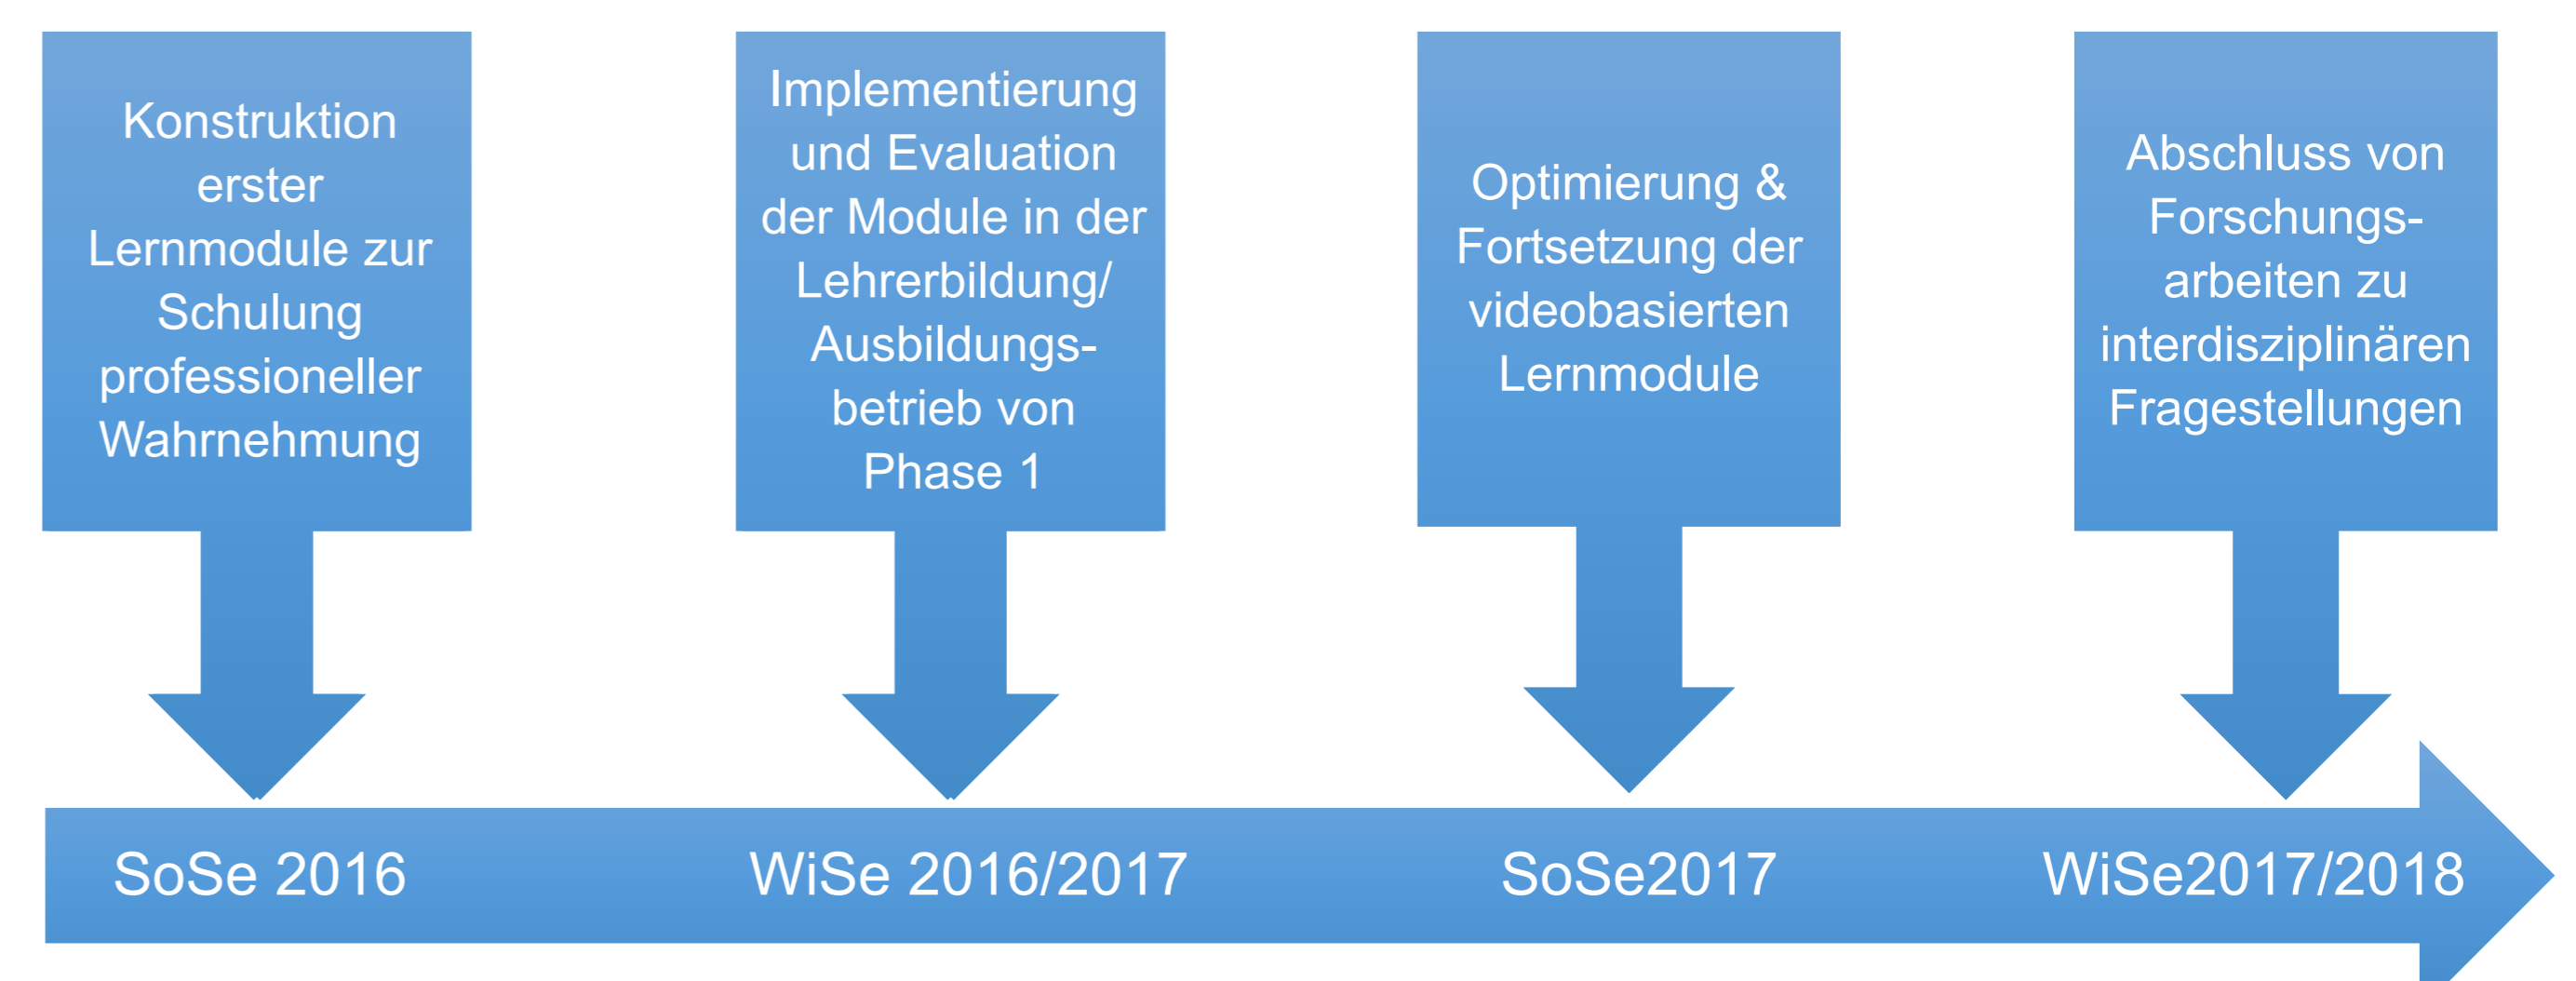 Konstruktion
erster
Lernmodule zur
Schulung
professioneller
Wahrnehmung
Implementierung
und Evaluation
der Module in der
Lehrerbildung/
Ausbildungs-
betrieb von
Phase 1
Optimierung &
Fortsetzung der
videobasierten
Lernmodule
Abschluss von
Forschungs-
arbeiten zu
interdisziplinären
Fragestellungen
SoSe 2016
WiSe 2016/2017
SoSe2017
WiSe2017/2018